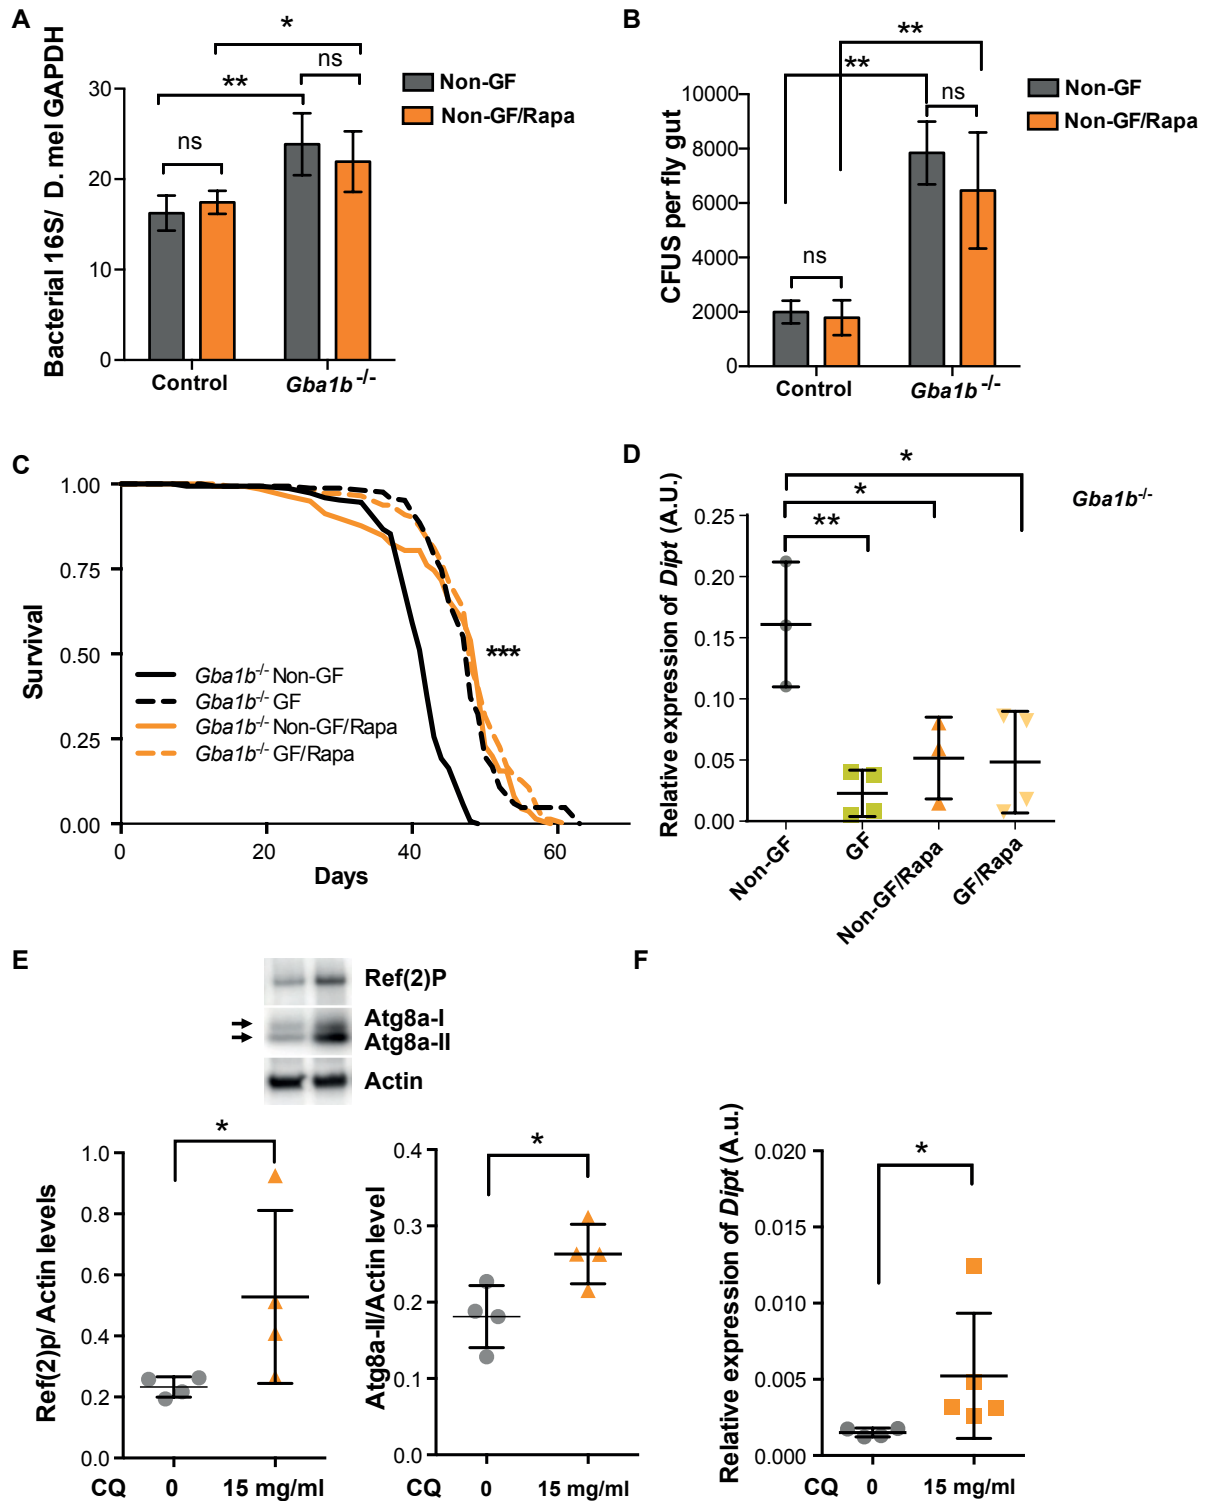 A
Bacterial 16S/ D. mel GAPDH
30
20
10
0
*
**
ns
ns
Control
Gba1b -/-
Non-GF
Non-GF/Rapa
B
CFUS per fly gut
10000
8000
6000
4000
2000
0
**
**
ns
ns
Control
Gba1b -/-
Non-GF
Non-GF/Rapa
C
Survival
1.00
0.75
0.50
0.25
0.00
0
20
40
60
Days
***
Gba1b-/- Non-GF
Gba1b-/- GF
Gba1b-/- Non-GF/Rapa
Gba1b-/- GF/Rapa
D
Relative expression of Dipt (A.U.)
0.25
0.20
0.15
0.10
0.05
0.00
*
*
**
Gba1b-/-
Non-GF
GF
Non-GF/Rapa
GF/Rapa
E
Ref(2)P
Atg8a-I
Atg8a-II
Actin
Ref(2)p/ Actin levels
1.0
0.8
0.6
0.4
0.2
0.0
*
CQ
0
15 mg/ml
Atg8a-II/Actin level
0.4
0.3
0.2
0.1
0.0
*
CQ
0
15 mg/ml
F
Relative expression of Dipt (A.u.)
0.020
0.015
0.010
0.005
0.000
*
CQ
0
15 mg/ml